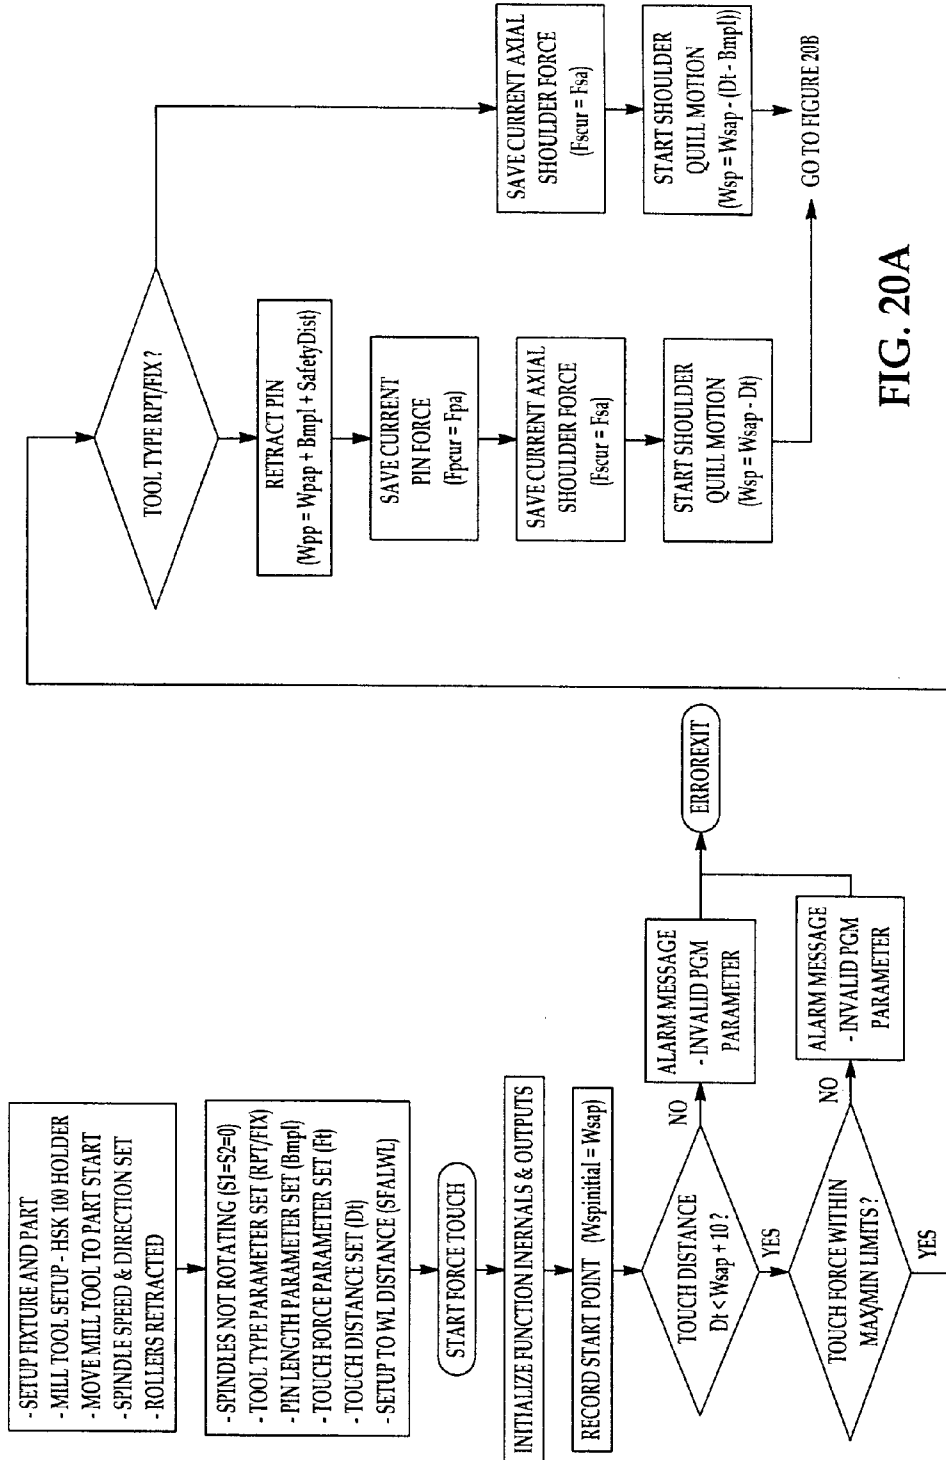 - SETUP FIXTURE AND PART
- MILL TOOL SETUP - HSK 100 HOLDER
- MOVE MILL TOOL TO PART START
- SPINDLE SPEED & DIRECTION SET
- ROLLERS RETRACTED
- SPINDLES NOT ROTATING (S1=S2=0)
- TOOL TYPE PARAMETER SET (RPT/FIX)
- PIN LENGTH PARAMETER SET (Bmpl)
- TOUCH FORCE PARAMETER SET (Ft)
- TOUCH DISTANCE SET (Dt)
- SETUP TO WL DISTANCE (SFALWL)
START FORCE TOUCH
INITIALIZE FUNCTION INERNALS & OUTPUTS
RECORD START POINT (Wspinitial = Wsap)
TOUCH DISTANCE
Dt < Wsap + 10 ?
NO
ALARM MESSAGE
- INVALID PGM
PARAMETER
ERROREXIT
YES
TOUCH FORCE WITHIN
MAX/MIN LIMITS ?
NO
ALARM MESSAGE
- INVALID PGM
PARAMETER
YES
TOOL TYPE RPT/FIX ?
RETRACT PIN
(Wpp = Wpap + Bmpl + SafetyDist)
SAVE CURRENT
PIN FORCE
(Fpcur = Fpa)
SAVE CURRENT AXIAL
SHOULDER FORCE
(Fscur = Fsa)
START SHOULDER
QUILL MOTION
(Wsp = Wsap - Dt)
SAVE CURRENT AXIAL
SHOULDER FORCE
(Fscur = Fsa)
START SHOULDER
QUILL MOTION
(Wsp = Wsap - (Dt - Bmpl))
GO TO FIGURE 20B
FIG. 20A